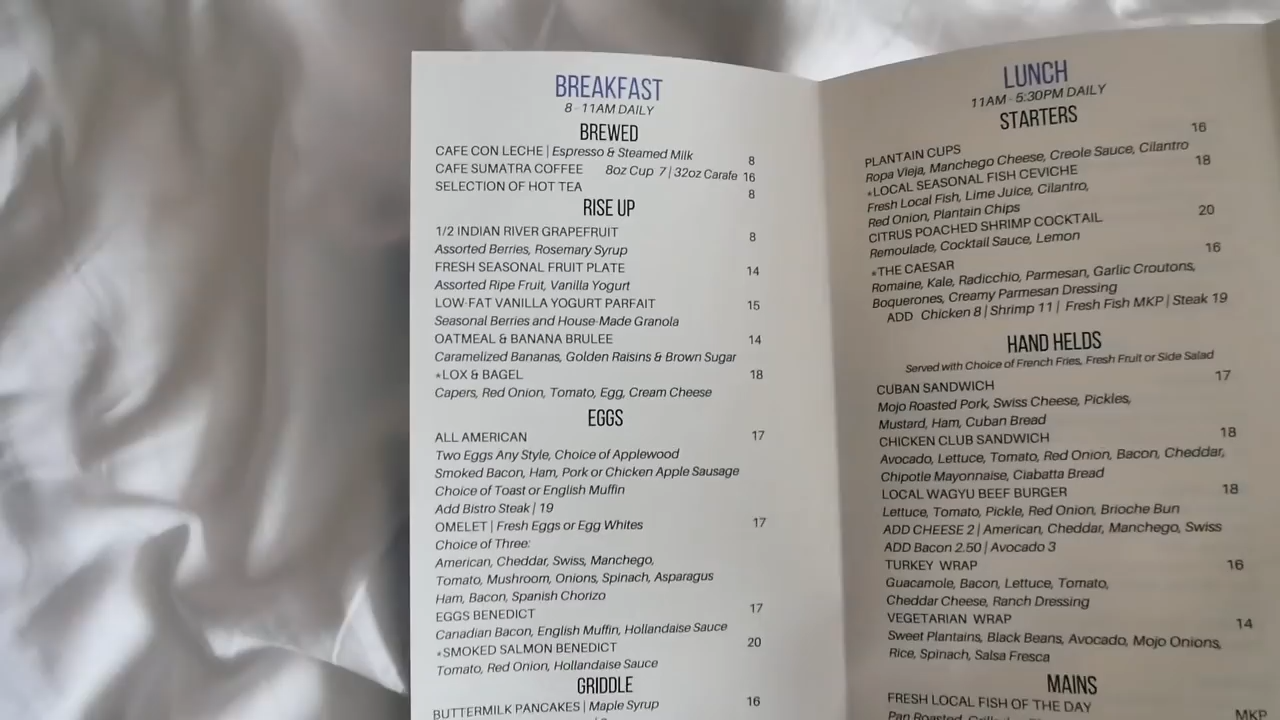 BREAKFAST
8 - 11AM DAILY
BREWED
CAFE CON LECHE | Espresso & Steamed Milk 8
CAFE SUMATRA COFFEE 8oz Cup 7 | 32oz Carafe 16
SELECTION OF HOT TEA 8
RISE UP
1/2 INDIAN RIVER GRAPEFRUIT 8
Assorted Berries, Rosemary Syrup
FRESH SEASONAL FRUIT PLATE 14
Assorted Ripe Fruit, Vanilla Yogurt
LOW-FAT VANILLA YOGURT PARFAIT 15
Seasonal Berries and House-Made Granola
OATMEAL & BANANA BRULEE 14
Caramelized Bananas, Golden Raisins & Brown Sugar
*LOX & BAGEL 18
Capers, Red Onion, Tomato, Egg, Cream Cheese
EGGS
ALL AMERICAN 17
Two Eggs Any Style, Choice of Applewood
Smoked Bacon, Ham, Pork or Chicken Apple Sausage
Choice of Toast or English Muffin
Add Bistro Steak | 19
OMELET | Fresh Eggs or Egg Whites 17
Choice of Three:
American, Cheddar, Swiss, Manchego,
Tomato, Mushroom, Onions, Spinach, Asparagus
Ham, Bacon, Spanish Chorizo
EGGS BENEDICT 17
Canadian Bacon, English Muffin, Hollandaise Sauce
*SMOKED SALMON BENEDICT 20
Tomato, Red Onion, Hollandaise Sauce
GRIDDLE
BUTTERMILK PANCAKES | Maple Syrup 16
LUNCH
11AM - 5:30PM DAILY
STARTERS
PLANTAIN CUPS 16
Ropa Vieja, Manchego Cheese, Creole Sauce, Cilantro
*LOCAL SEASONAL FISH CEVICHE 18
Fresh Local Fish, Lime Juice, Cilantro,
Red Onion, Plantain Chips
CITRUS POACHED SHRIMP COCKTAIL 20
Remoulade, Cocktail Sauce, Lemon
*THE CAESAR 16
Romaine, Kale, Radicchio, Parmesan, Garlic Croutons,
Boquerones, Creamy Parmesan Dressing
ADD Chicken 8 | Shrimp 11 | Fresh Fish MKP | Steak 19
HAND HELDS
Served with Choice of French Fries, Fresh Fruit or Side Salad
CUBAN SANDWICH 17
Mojo Roasted Pork, Swiss Cheese, Pickles,
Mustard, Ham, Cuban Bread
CHICKEN CLUB SANDWICH 18
Avocado, Lettuce, Tomato, Red Onion, Bacon, Cheddar,
Chipotle Mayonnaise, Ciabatta Bread
LOCAL WAGYU BEEF BURGER 18
Lettuce, Tomato, Pickle, Red Onion, Brioche Bun
ADD CHEESE 2 | American, Cheddar, Manchego, Swiss
ADD Bacon 2.50 | Avocado 3
TURKEY WRAP 16
Guacamole, Bacon, Lettuce, Tomato,
Cheddar Cheese, Ranch Dressing
VEGETARIAN WRAP 14
Sweet Plantains, Black Beans, Avocado, Mojo Onions,
Rice, Spinach, Salsa Fresca
MAINS
FRESH LOCAL FISH OF THE DAY MKP
Pan Roasted,